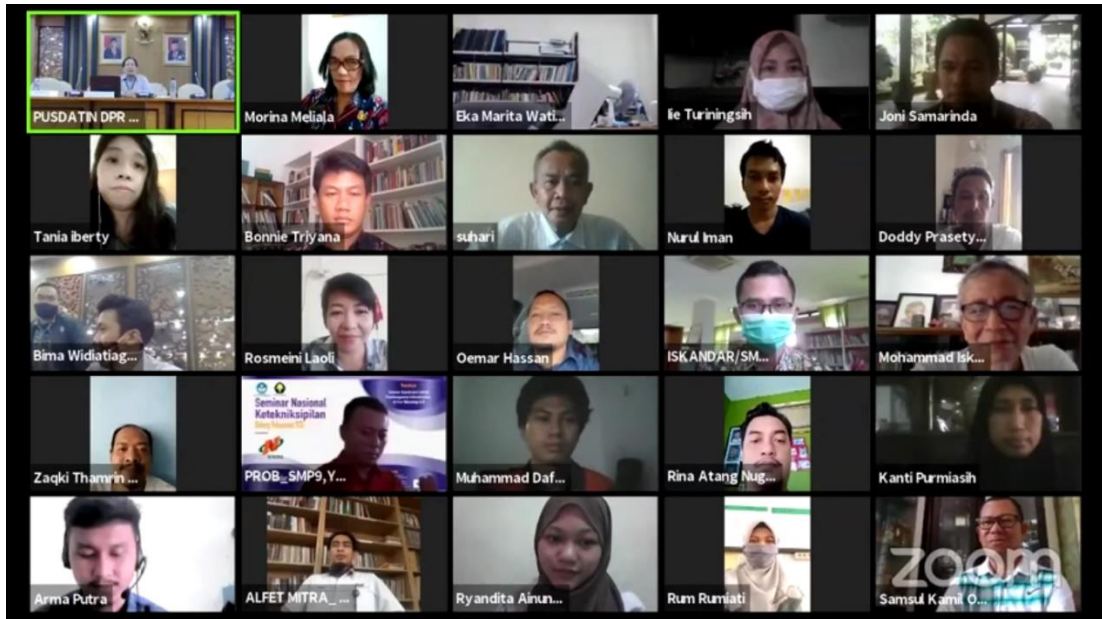 PUSDATIN DPR ...
Morina Meliala
Eka Marita Wati...
Iie Turiningsih
Joni Samarinda
Tania iberty
Bonnie Triyana
suhari
Nurul Iman
Doddy Prasety...
Bima Widiatiag...
Rosmeini Laoli
Oemar Hassan
ISKANDAR/SM...
Mohammad Isk...
Seminar Nasional
Ketekniksipilan
Zaqki Thamrin ...
PROB_SMP9,Y...
Muhammad Daf...
Rina Atang Nug...
Kanti Purmiasih
Arma Putra
ALFET MITRA_ ...
Ryandita Ainun...
Rum Rumiati
zoom
Samsul Kamil O...